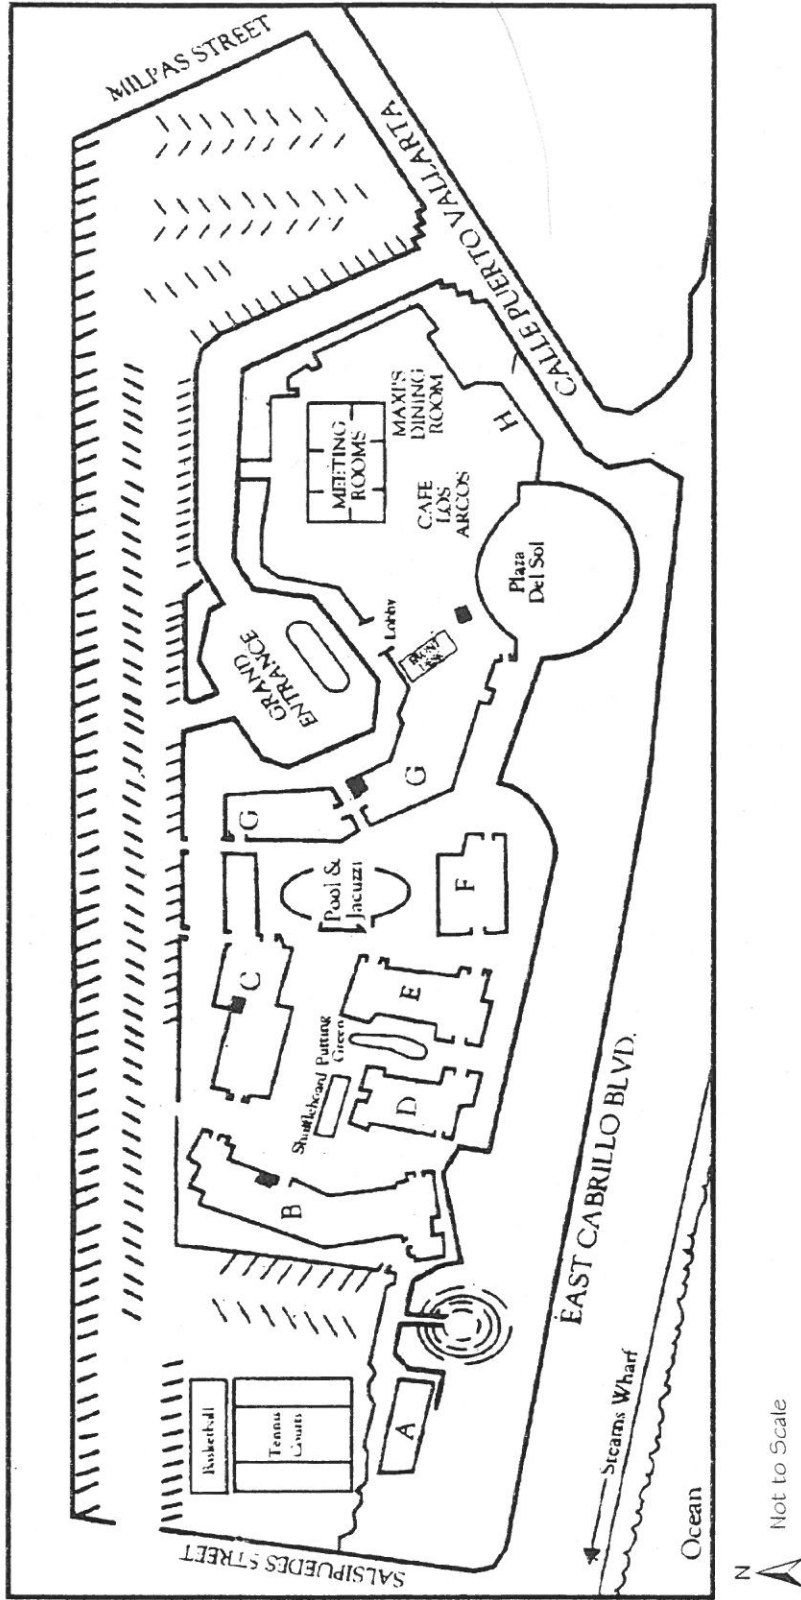 MILPAS STREET
CALLE PUERTO VALLARTA
MEETING
ROOMS
MAXI'S
DINING
ROOM
H
CAFE
LOS
ARCOS
Plaza
Del Sol
Lobby
GRAND
ENTRANCE
G
G
Pool &
Jacuzzi
F
C
E
Putting
Green
Shuffleboard
D
B
EAST CABRILLO BLVD.
Basketball
Tennis
Courts
A
Stearns Wharf
SALSIPUEDES STREET
Ocean
N
Not to Scale